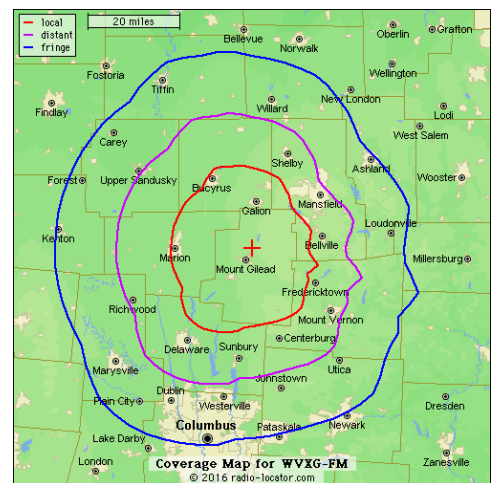 local
distant
fringe
20 miles
Bellevue
Oberlin
Grafton
Norwalk
Fostoria
Tiffin
Wellington
Findlay
Willard
New London
Lodi
Carey
West Salem
Shelby
Ashland
Forest
Upper Sandusky
Bucyrus
Wooster
Galion
Mansfield
Kenton
Loudonville
Marion
Bellville
Mount Gilead
Millersburg
Fredericktown
Richwood
Mount Vernon
Delaware
Sunbury
Centerburg
Marysville
Utica
Johnstown
Dublin
Plain City
Westerville
Dresden
Columbus
Newark
Pataskala
Lake Darby
London
Zanesville
Coverage Map for WVXG-FM
© 2016 radio-locator.com